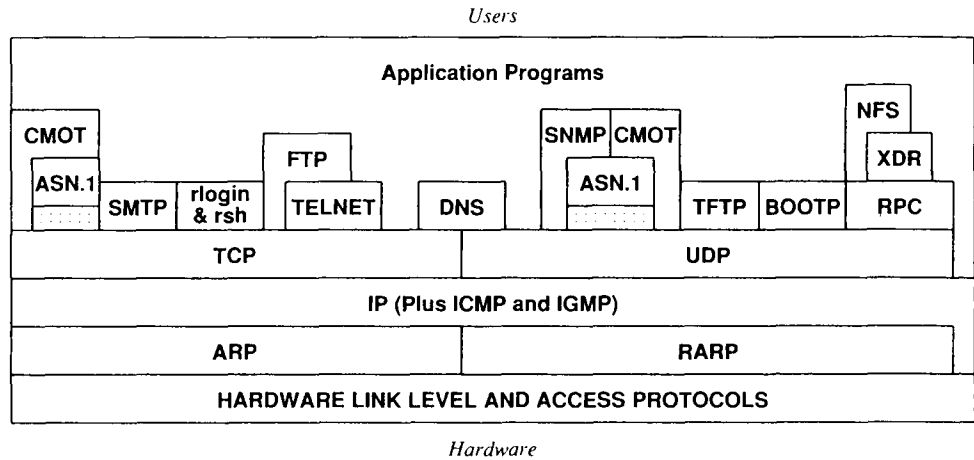 Users
Application Programs
NFS
CMOT
SNMP CMOT
FTP
XDR
ASN.1
ASN.1
SMTP
rlogin
& rsh
TELNET
DNS
TFTP
BOOTP
RPC
TCP
UDP
IP (Plus ICMP and IGMP)
ARP
RARP
HARDWARE LINK LEVEL AND ACCESS PROTOCOLS
Hardware